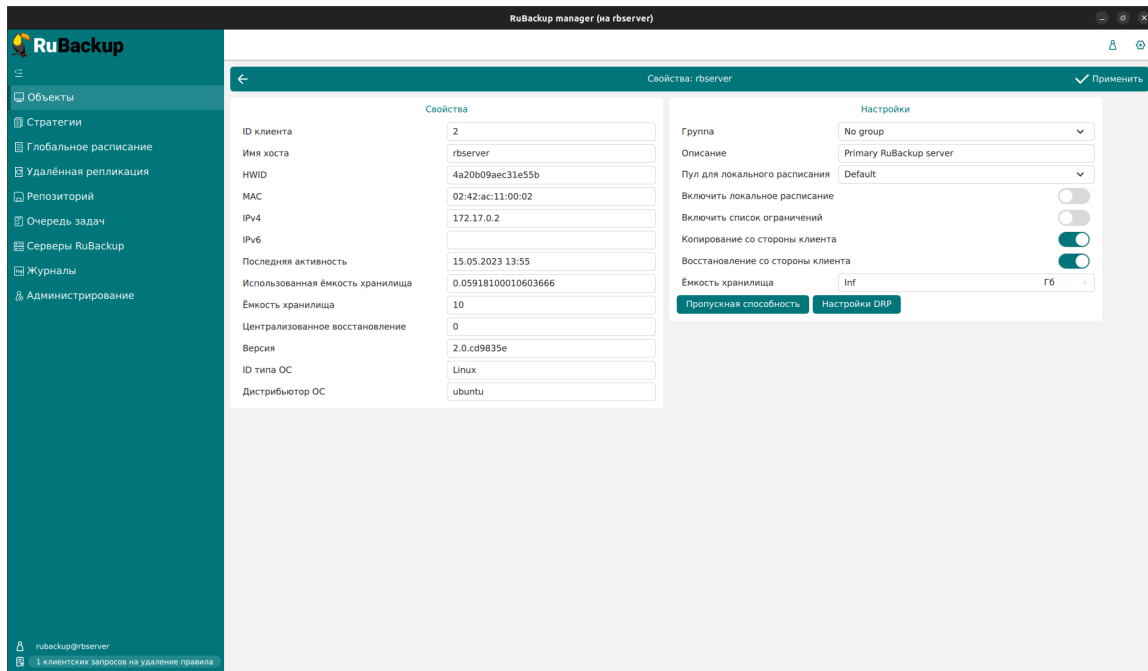 RuBackup manager (на rbserver)
RuBackup
Объекты
Стратегии
Глобальное расписание
Удалённая репликация
Репозиторий
Очередь задач
Серверы RuBackup
Журналы
Администрирование
rubackup@rbserver
1 клиентских запросов на удаление правила
Свойства: rbserver
Применить
Свойства
ID клиента 2
Имя хоста rbserver
HWID 4a20b09aec31e55b
MAC 02:42:ac:11:00:02
IPv4 172.17.0.2
IPv6
Последняя активность 15.05.2023 13:55
Использованная ёмкость хранилища 0.05918100010603666
Ёмкость хранилища 10
Централизованное восстановление 0
Версия 2.0.cd9835e
ID типа ОС Linux
Дистрибьютор ОС ubuntu
Настройки
Группа No group
Описание Primary RuBackup server
Пул для локального расписания Default
Включить локальное расписание
Включить список ограничений
Копирование со стороны клиента
Восстановление со стороны клиента
Ёмкость хранилища Inf Гб - +
Пропускная способность Настройки DRP